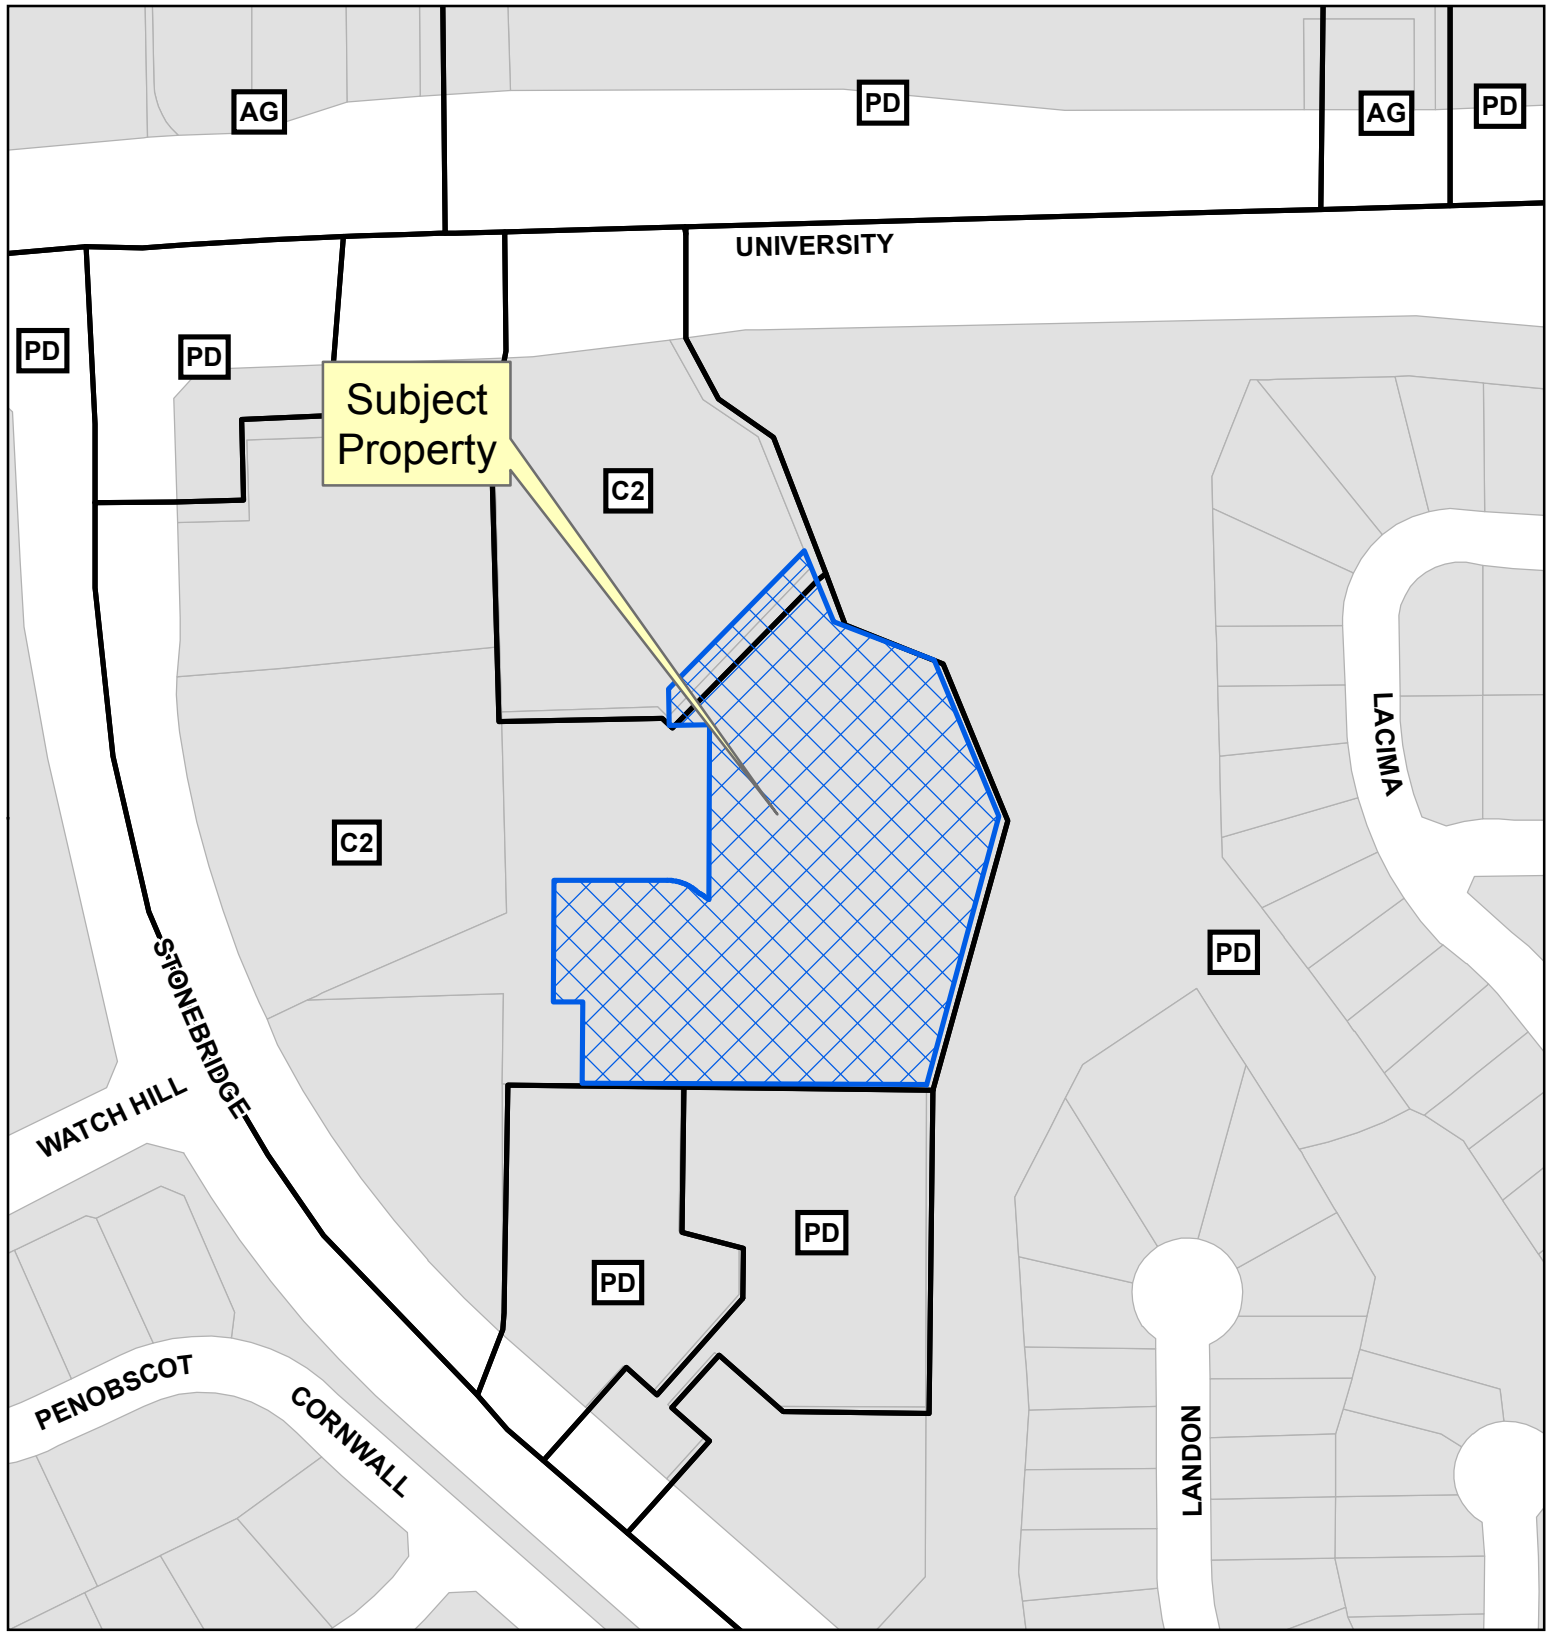 AG
PD
AG
PD
UNIVERSITY
PD
PD
Subject
Property
C2
LACIMA
C2
PD
STONEBRIDGE
WATCH HILL
PD
PD
PENOBSCOT
CORNWALL
LANDON